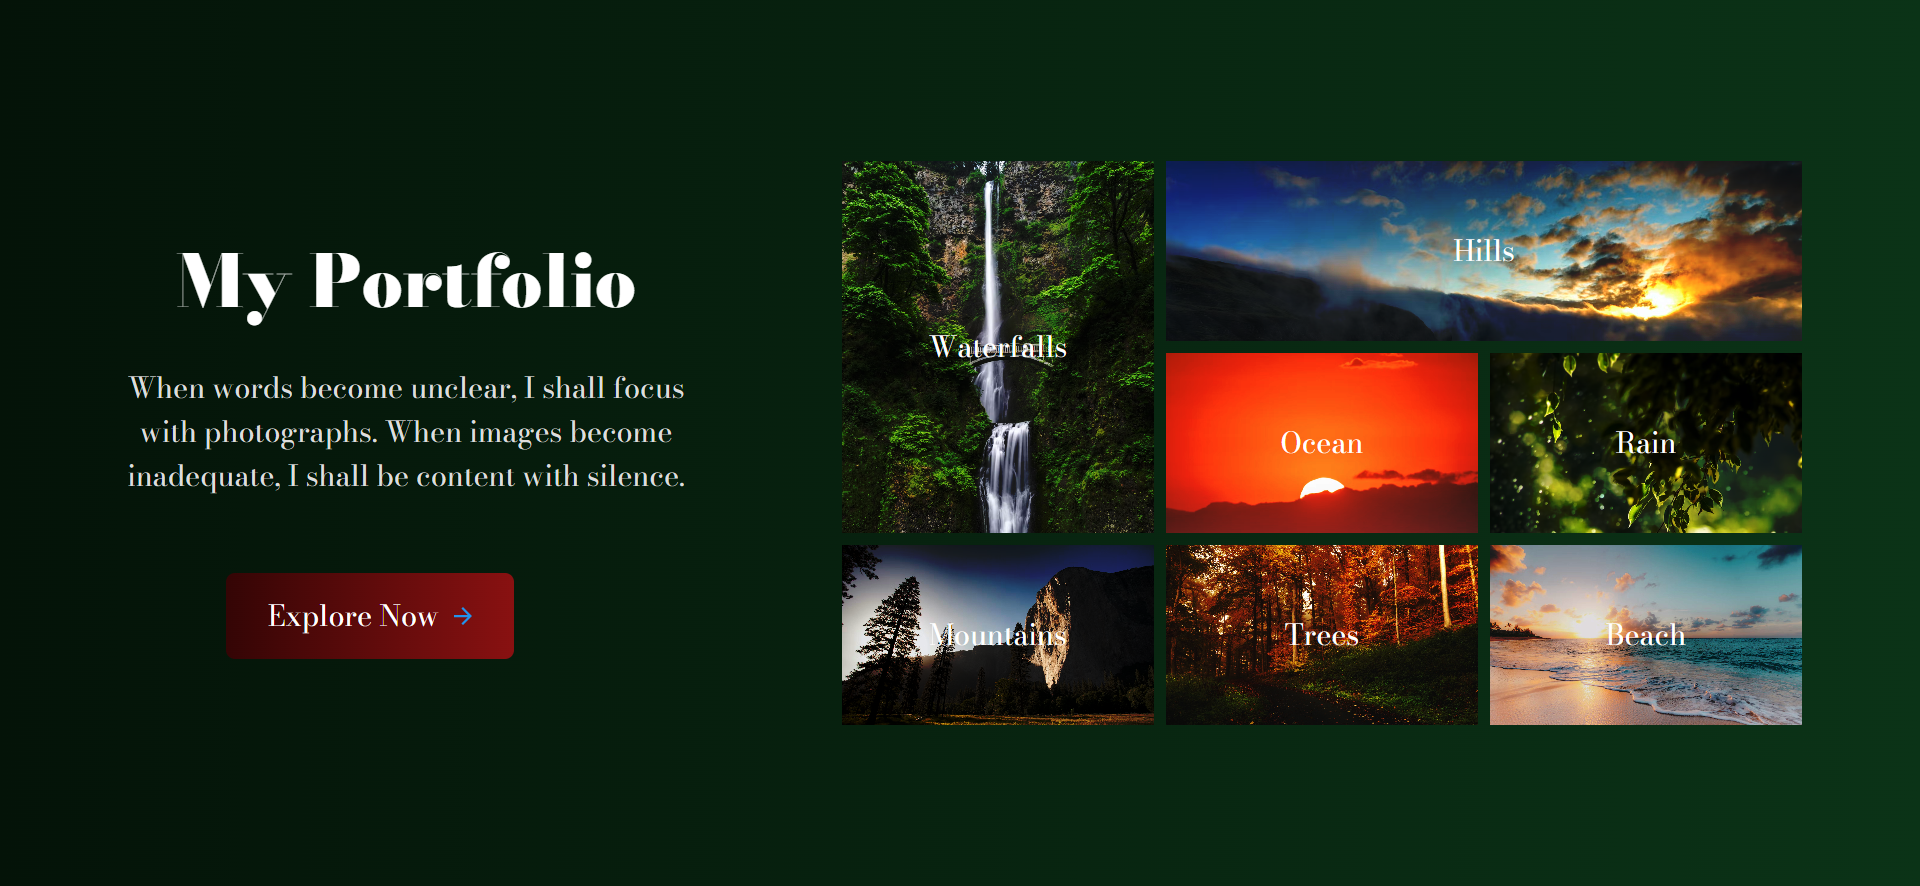 My Portfolio
When words become unclear, I shall focus
with photographs. When images become
inadequate, I shall be content with silence.
Explore Now →
Waterfalls
Hills
Ocean
Rain
Mountains
Trees
Beach